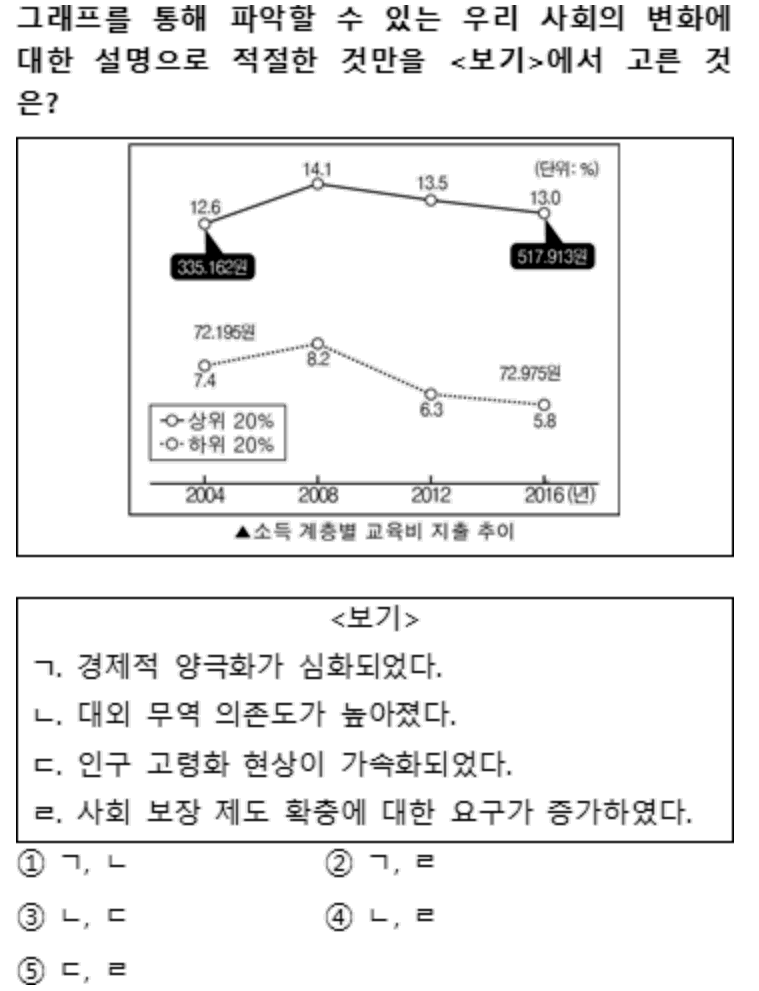 그래프를 통해 파악할 수 있는 우리 사회의 변화에
대한 설명으로 적절한 것만을 <보기>에서 고른 것
은?
(단위: %)
12.6 14.1 13.5 13.0
335.162원 517.913원
72.195원 72.975원
7.4 8.2 6.3 5.8
상위 20%
하위 20%
2004 2008 2012 2016(년)
▲소득 계층별 교육비 지출 추이
<보기>
ㄱ. 경제적 양극화가 심화되었다.
ㄴ. 대외 무역 의존도가 높아졌다.
ㄷ. 인구 고령화 현상이 가속화되었다.
ㄹ. 사회 보장 제도 확충에 대한 요구가 증가하였다.
① ㄱ, ㄴ ② ㄱ, ㄹ
③ ㄴ, ㄷ ④ ㄴ, ㄹ
⑤ ㄷ, ㄹ